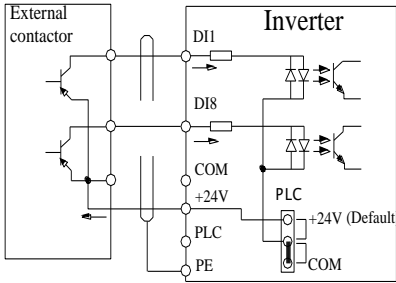 External
contactor
Inverter
DI1
DI8
COM
+24V
PLC
PE
PLC
+24V (Default
COM